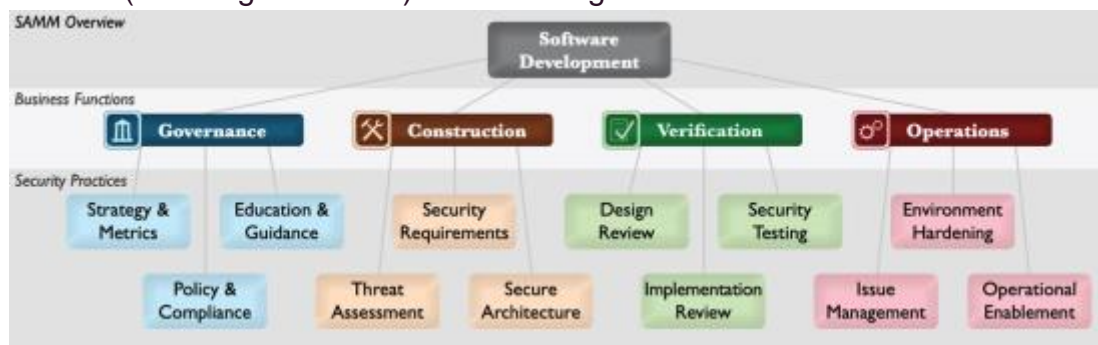 SAMM Overview
Software
Development
Business Functions
Governance
Construction
Verification
Operations
Security Practices
Strategy &
Metrics
Education &
Guidance
Security
Requirements
Design
Review
Security
Testing
Environment
Hardening
Policy &
Compliance
Threat
Assessment
Secure
Architecture
Implementation
Review
Issue
Management
Operational
Enablement